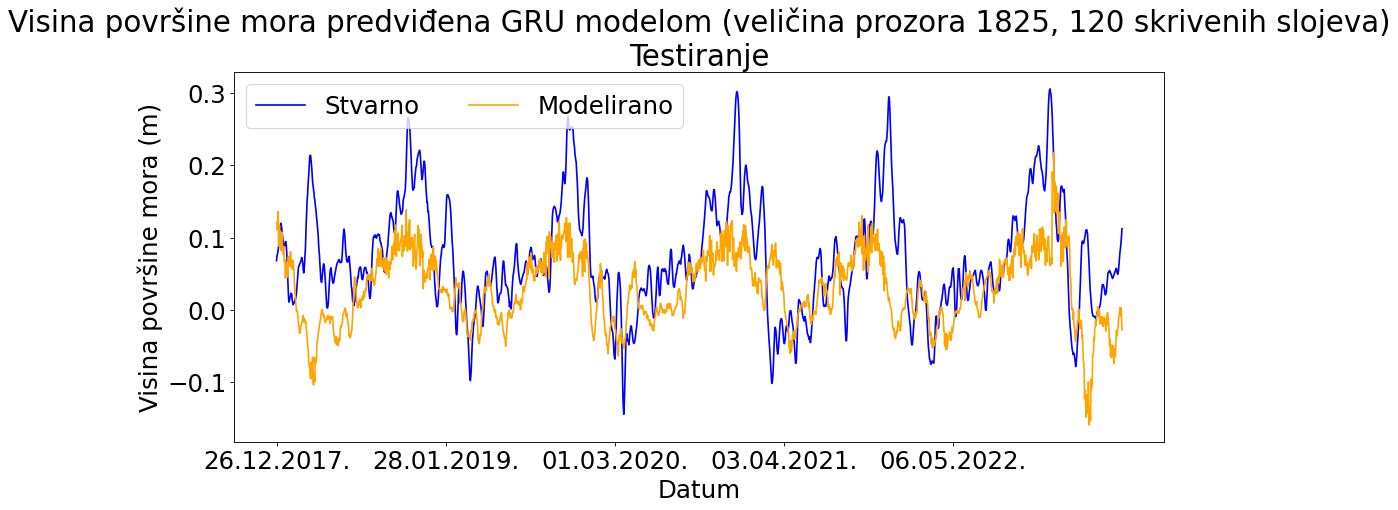 Visina površine mora predviđena GRU modelom (veličina prozora 1825, 120 skrivenih slojeva)
Testiranje
Stvarno
Modelirano
Visina površine mora (m)
0.3
0.2
0.1
0.0
−0.1
26.12.2017.
28.01.2019.
01.03.2020.
03.04.2021.
06.05.2022.
Datum